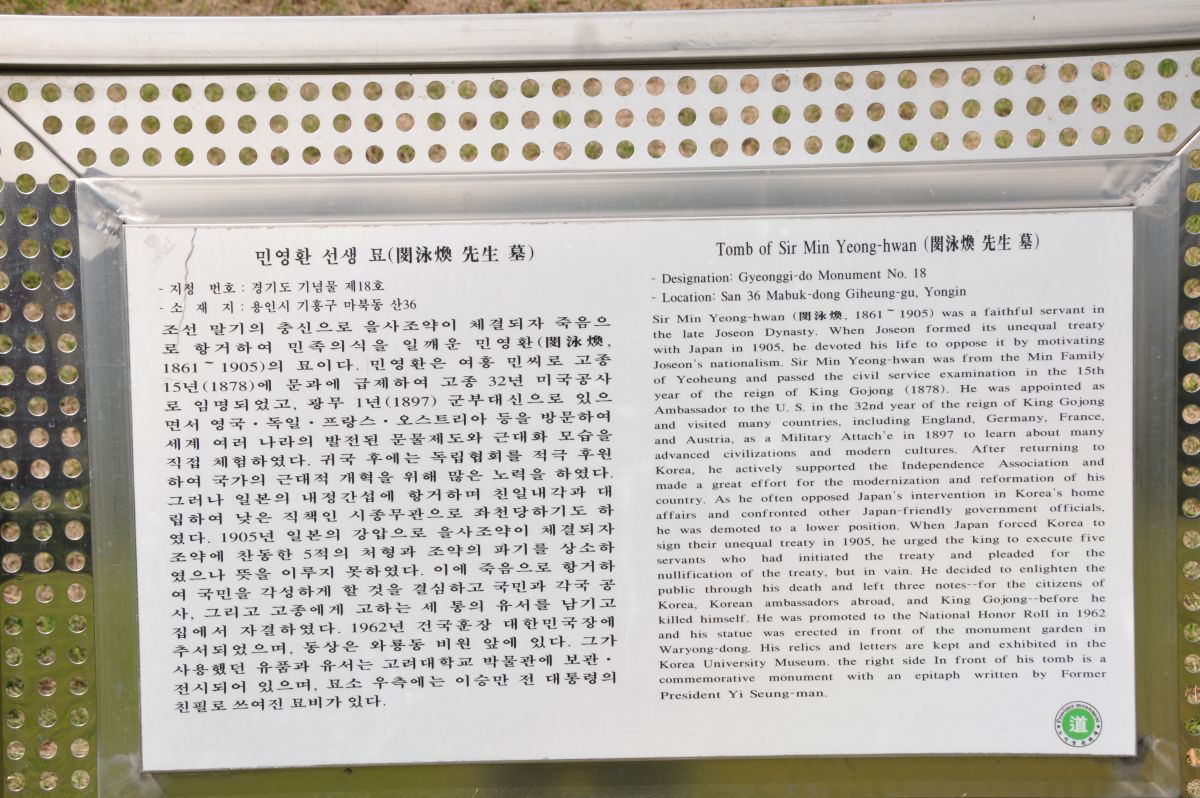 민영환 선생 묘(閔泳煥 先生 墓)
- 지정 번호 : 경기도 기념물 제18호
- 소 재 지 : 용인시 기흥구 마북동 산36
조선 말기의 충신으로 을사조약이 체결되자 죽음으
로 항거하여 민족의식을 일깨운 민영환(閔泳煥,
1861 ~ 1905)의 묘이다. 민영환은 여흥 민씨로 고종
15년(1878)에 문과에 급제하여 고종 32년 미국공사
로 임명되었고, 광무 1년(1897) 군부대신으로 있으
면서 영국·독일·프랑스·오스트리아 등을 방문하여
세계 여러 나라의 발전된 문물제도와 근대화 모습을
직접 체험하였다. 귀국 후에는 독립협회를 적극 후원
하여 국가의 근대적 개혁을 위해 많은 노력을 하였다.
그러나 일본의 내정간섭에 항거하며 친일내각과 대
립하여 낮은 직책인 시종무관으로 좌천당하기도 하
였다. 1905년 일본의 강압으로 을사조약이 체결되자
조약에 찬동한 5적의 처형과 조약의 파기를 상소하
였으나 뜻을 이루지 못하였다. 이에 죽음으로 항거하
여 국민을 각성하게 할 것을 결심하고 국민과 각국 공
사, 그리고 고종에게 고하는 세 통의 유서를 남기고
집에서 자결하였다. 1962년 건국훈장 대한민국장에
추서되었으며, 동상은 와룡동 비원 앞에 있다. 그가
사용했던 유품과 유서는 고려대학교 박물관에 보관·
전시되어 있으며, 묘소 우측에는 이승만 전 대통령의
친필로 쓰여진 묘비가 있다.
Tomb of Sir Min Yeong-hwan (閔泳煥 先生 墓)
- Designation: Gyeonggi-do Monument No. 18
- Location: San 36 Mabuk-dong Giheung-gu, Yongin
Sir Min Yeong-hwan (閔泳煥, 1861 ~ 1905) was a faithful servant in
the late Joseon Dynasty. When Joseon formed its unequal treaty
with Japan in 1905, he devoted his life to oppose it by motivating
Joseon's nationalism. Sir Min Yeong-hwan was from the Min Family
of Yeoheung and passed the civil service examination in the 15th
year of the reign of King Gojong (1878). He was appointed as
Ambassador to the U. S. in the 32nd year of the reign of King Gojong
and visited many countries, including England, Germany, France,
and Austria, as a Military Attach'e in 1897 to learn about many
advanced civilizations and modern cultures. After returning to
Korea, he actively supported the Independence Association and
made a great effort for the modernization and reformation of his
country. As he often opposed Japan's intervention in Korea's home
affairs and confronted other Japan-friendly government officials,
he was demoted to a lower position. When Japan forced Korea to
sign their unequal treaty in 1905, he urged the king to execute five
servants who had initiated the treaty and pleaded for the
nullification of the treaty, but in vain. He decided to enlighten the
public through his death and left three notes--for the citizens of
Korea, Korean ambassadors abroad, and King Gojong--before he
killed himself. He was promoted to the National Honor Roll in 1962
and his statue was erected in front of the monument garden in
Waryong-dong. His relics and letters are kept and exhibited in the
Korea University Museum. the right side In front of his tomb is a
commemorative monument with an epitaph written by Former
President Yi Seung-man.
Province monument
道